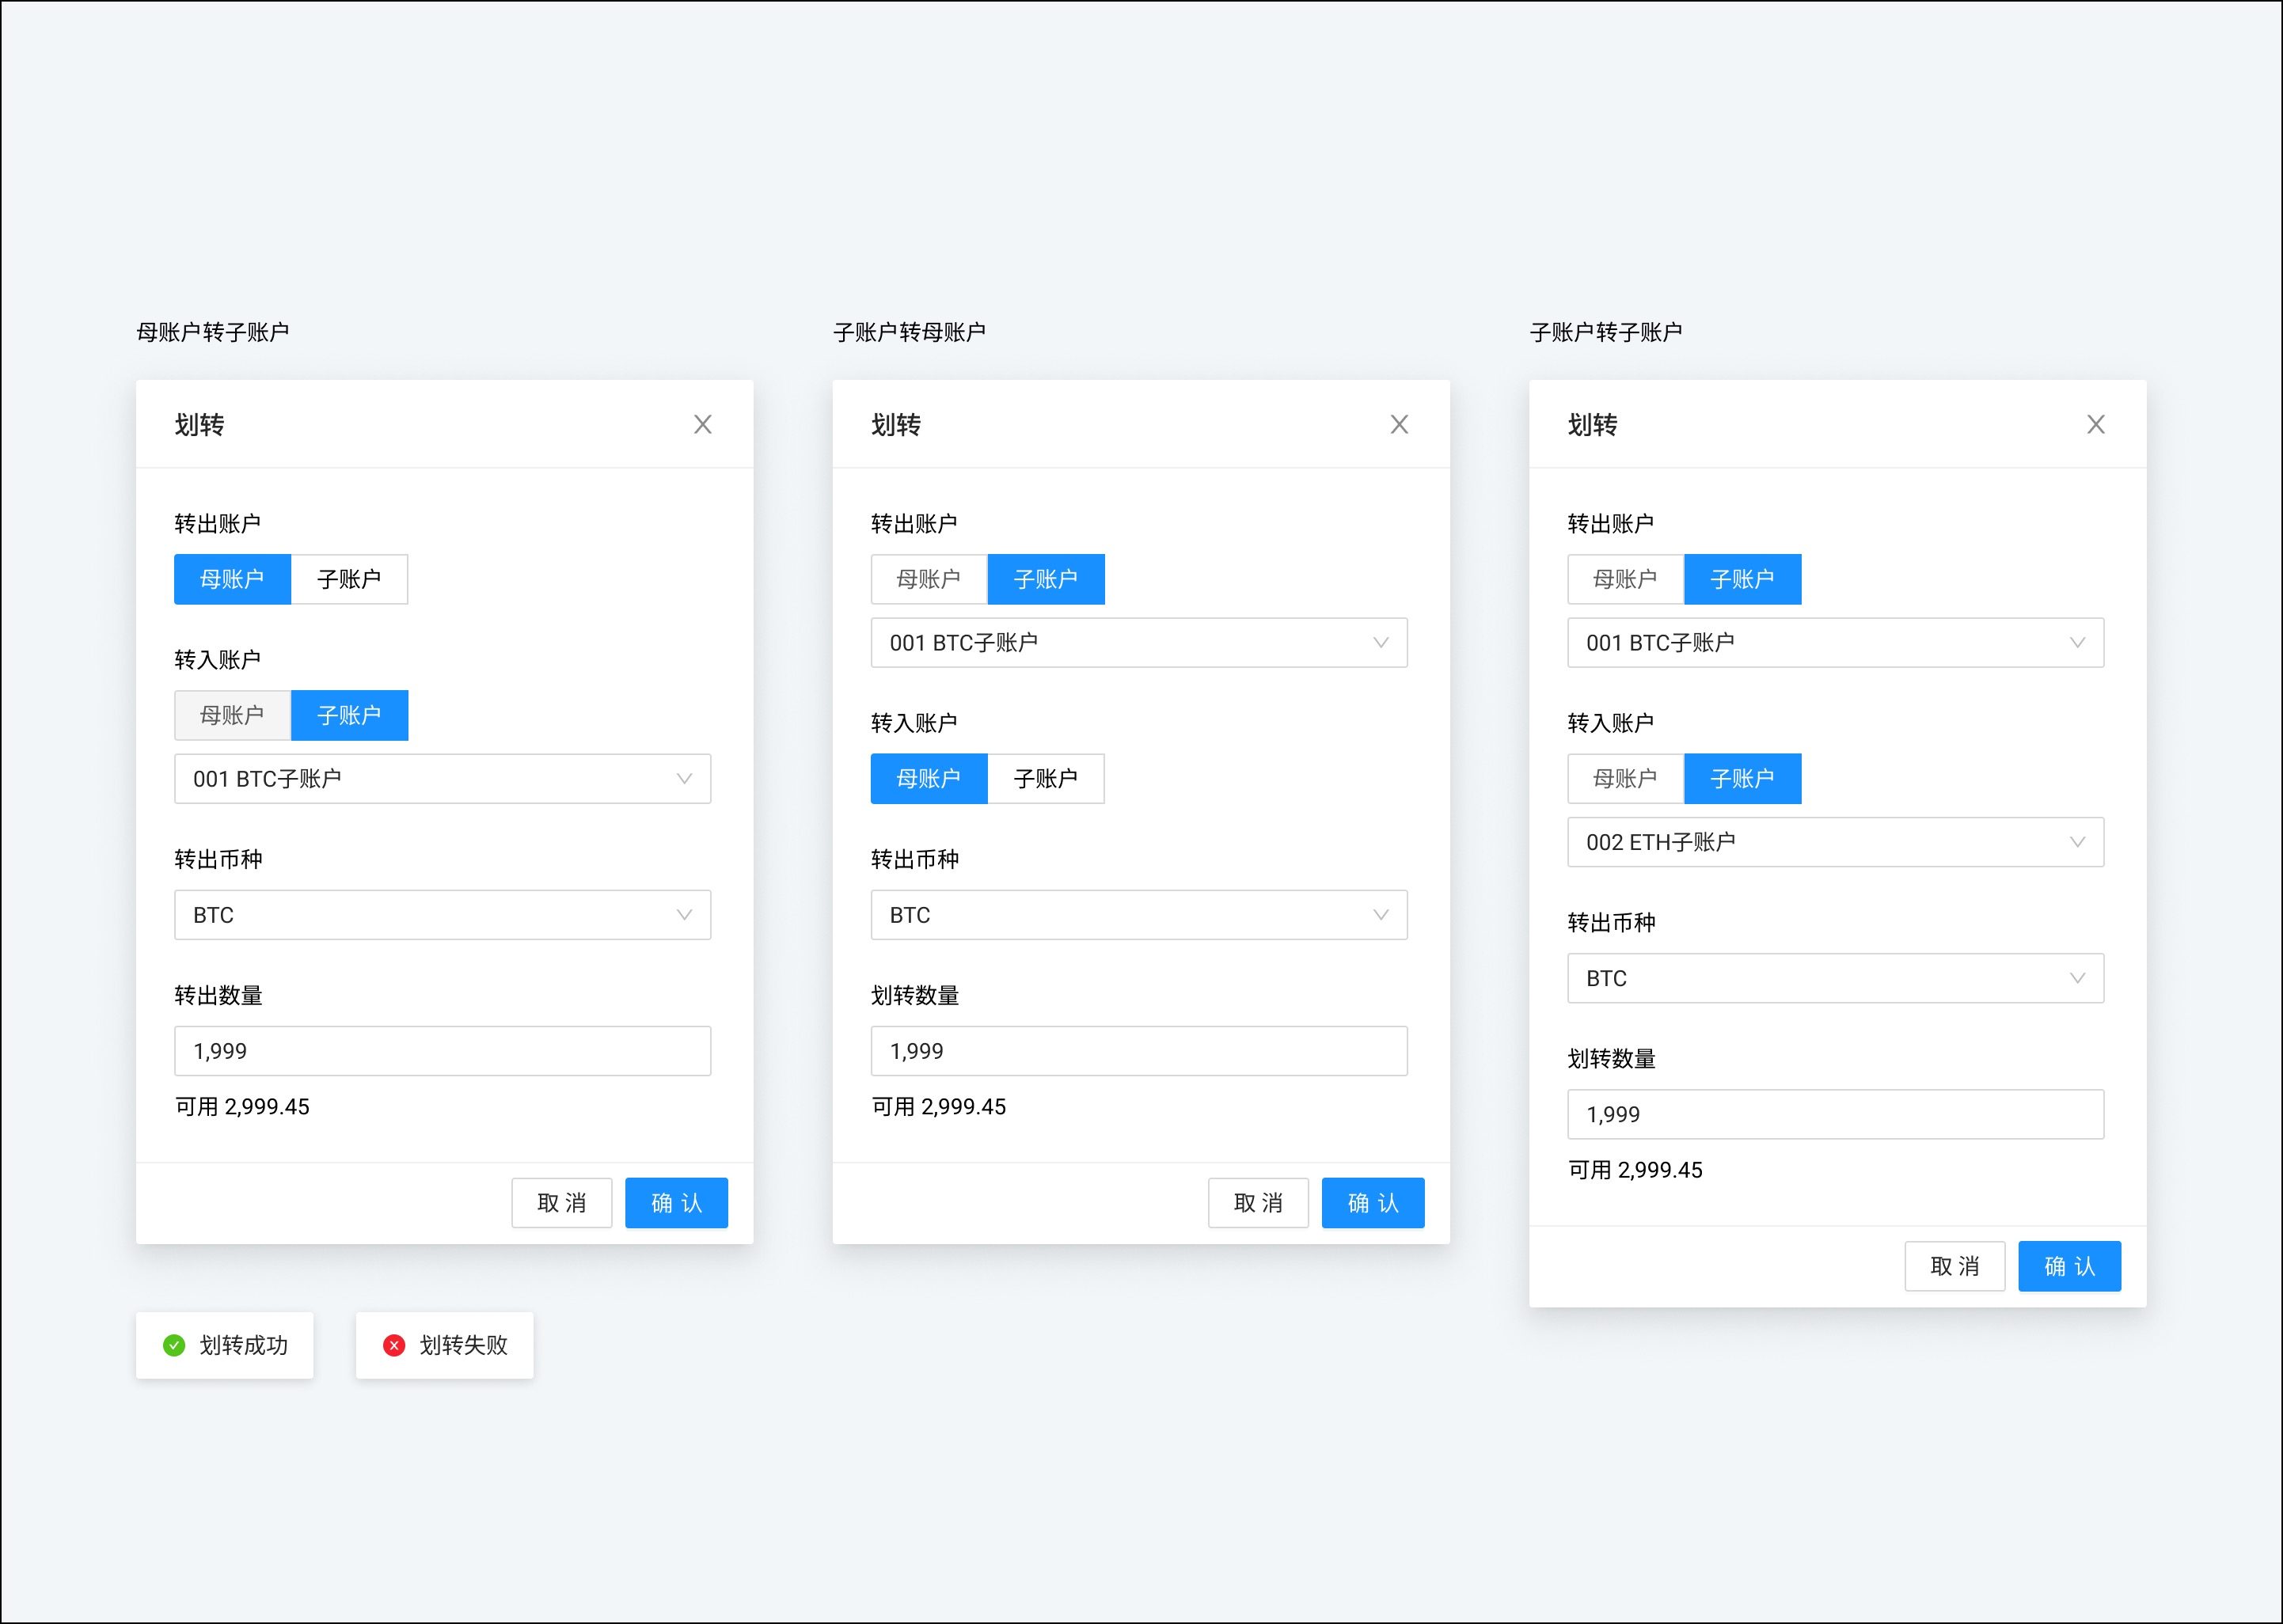 母账户转子账户
划转
转出账户
母账户 子账户
转入账户
母账户 子账户
001 BTC子账户
转出币种
BTC
转出数量
1,999
可用 2,999.45
取 消 确 认
划转成功 划转失败
子账户转母账户
划转
转出账户
母账户 子账户
001 BTC子账户
转入账户
母账户 子账户
转出币种
BTC
划转数量
1,999
可用 2,999.45
取 消 确 认
子账户转子账户
划转
转出账户
母账户 子账户
001 BTC子账户
转入账户
母账户 子账户
002 ETH子账户
转出币种
BTC
划转数量
1,999
可用 2,999.45
取 消 确 认